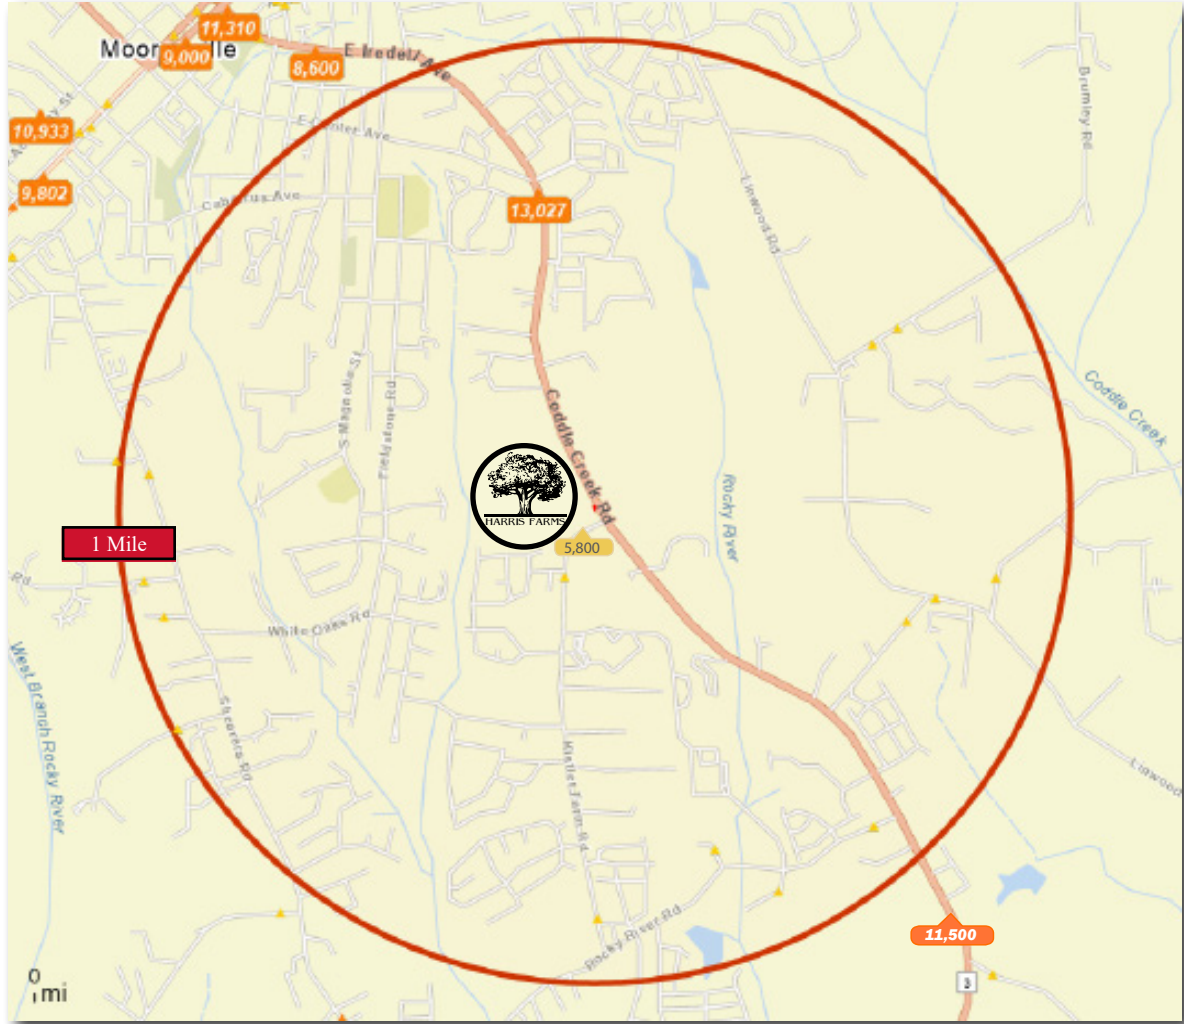 11,310
Moor lle
9,000
E Iredell Ave
8,600
10,933
E Center Ave
Brumley Rd
9,802
Cabarrus Ave
13,027
Linwood Rd
S Magnolia St
Fieldstone Rd
Coddle Creek Rd
Coddle Creek
HARRIS FARMS
Rocky River
1 Mile
5,800
Rd
White Oaks Rd
West Branch Rocky River
Shearers Rd
Kistler Farm Rd
Linwood
Rocky River Rd
11,500
3
0
mi